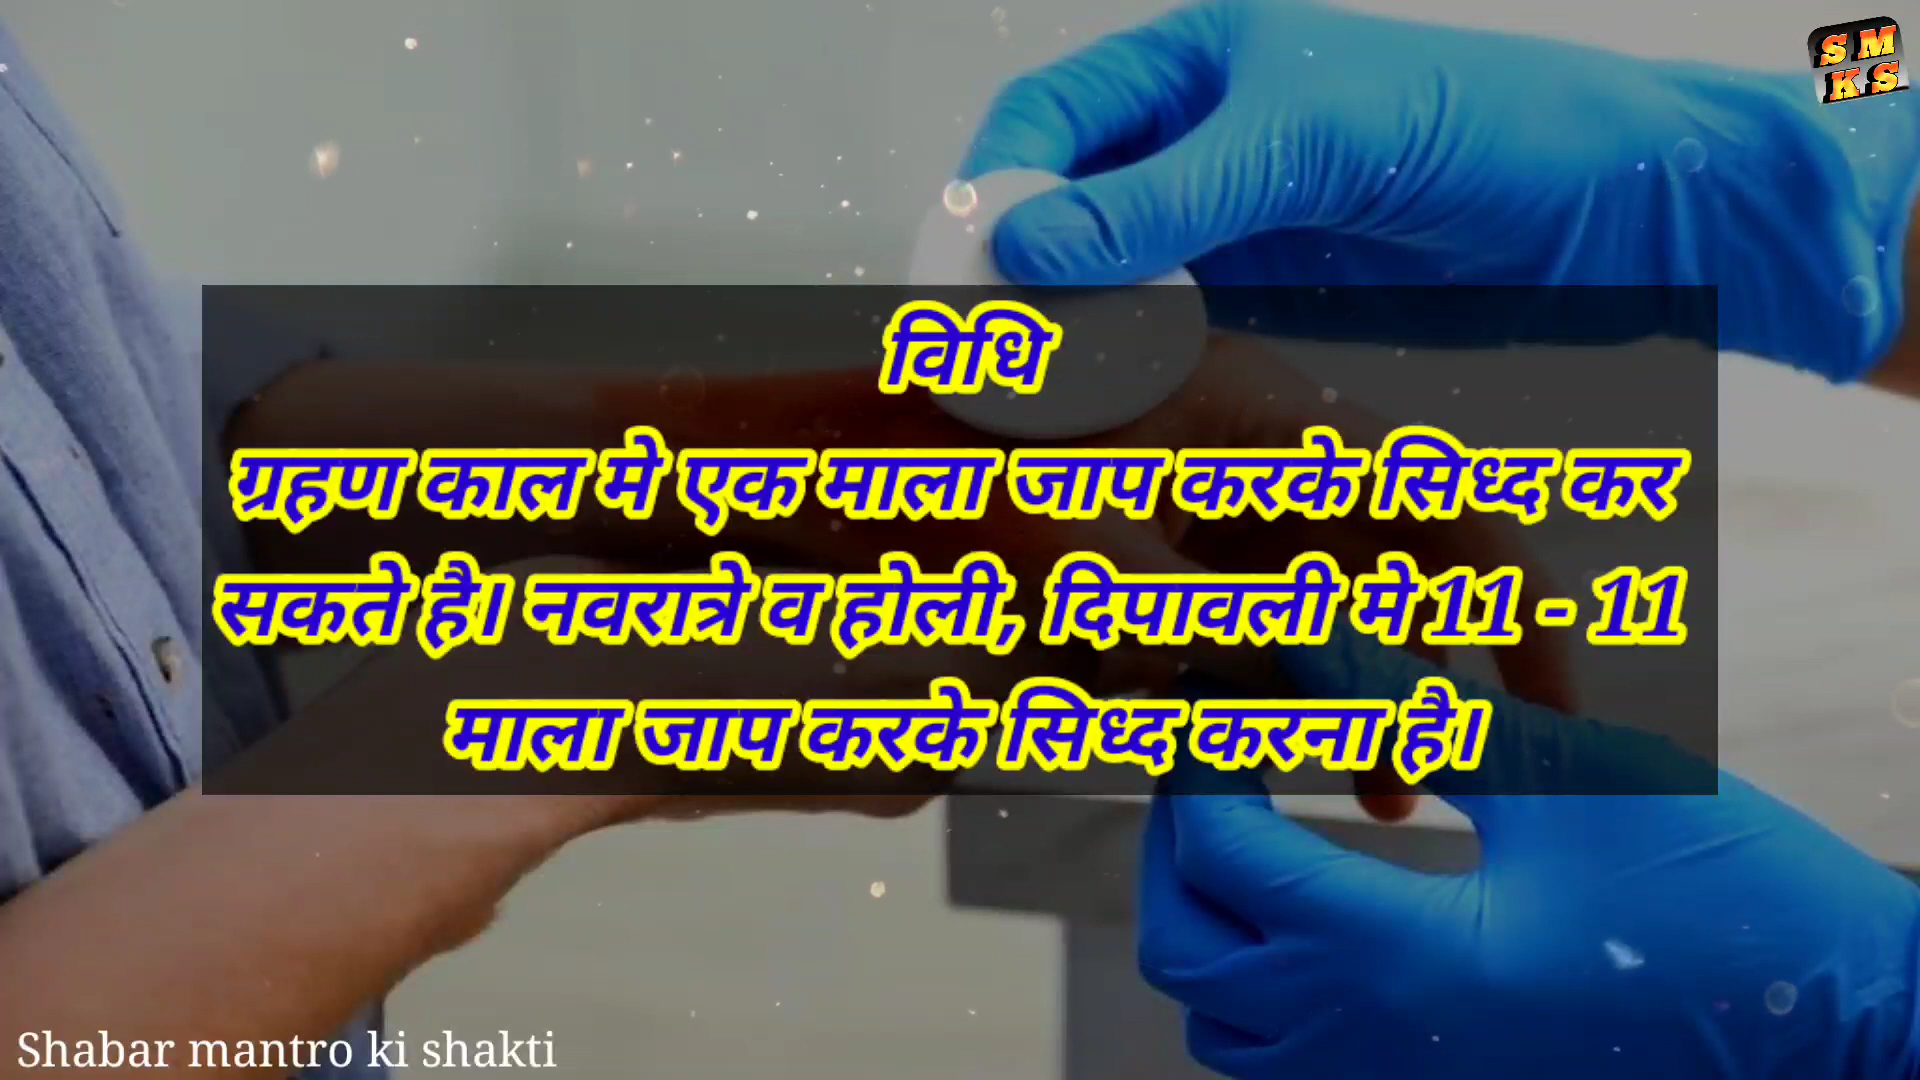 S M
K S
विधि
ग्रहण काल मे एक माला जाप करके सिध्द कर
सकते है। नवरात्रे व होली, दिपावली मे 11 - 11
माला जाप करके सिध्द करना है।
Shabar mantro ki shakti